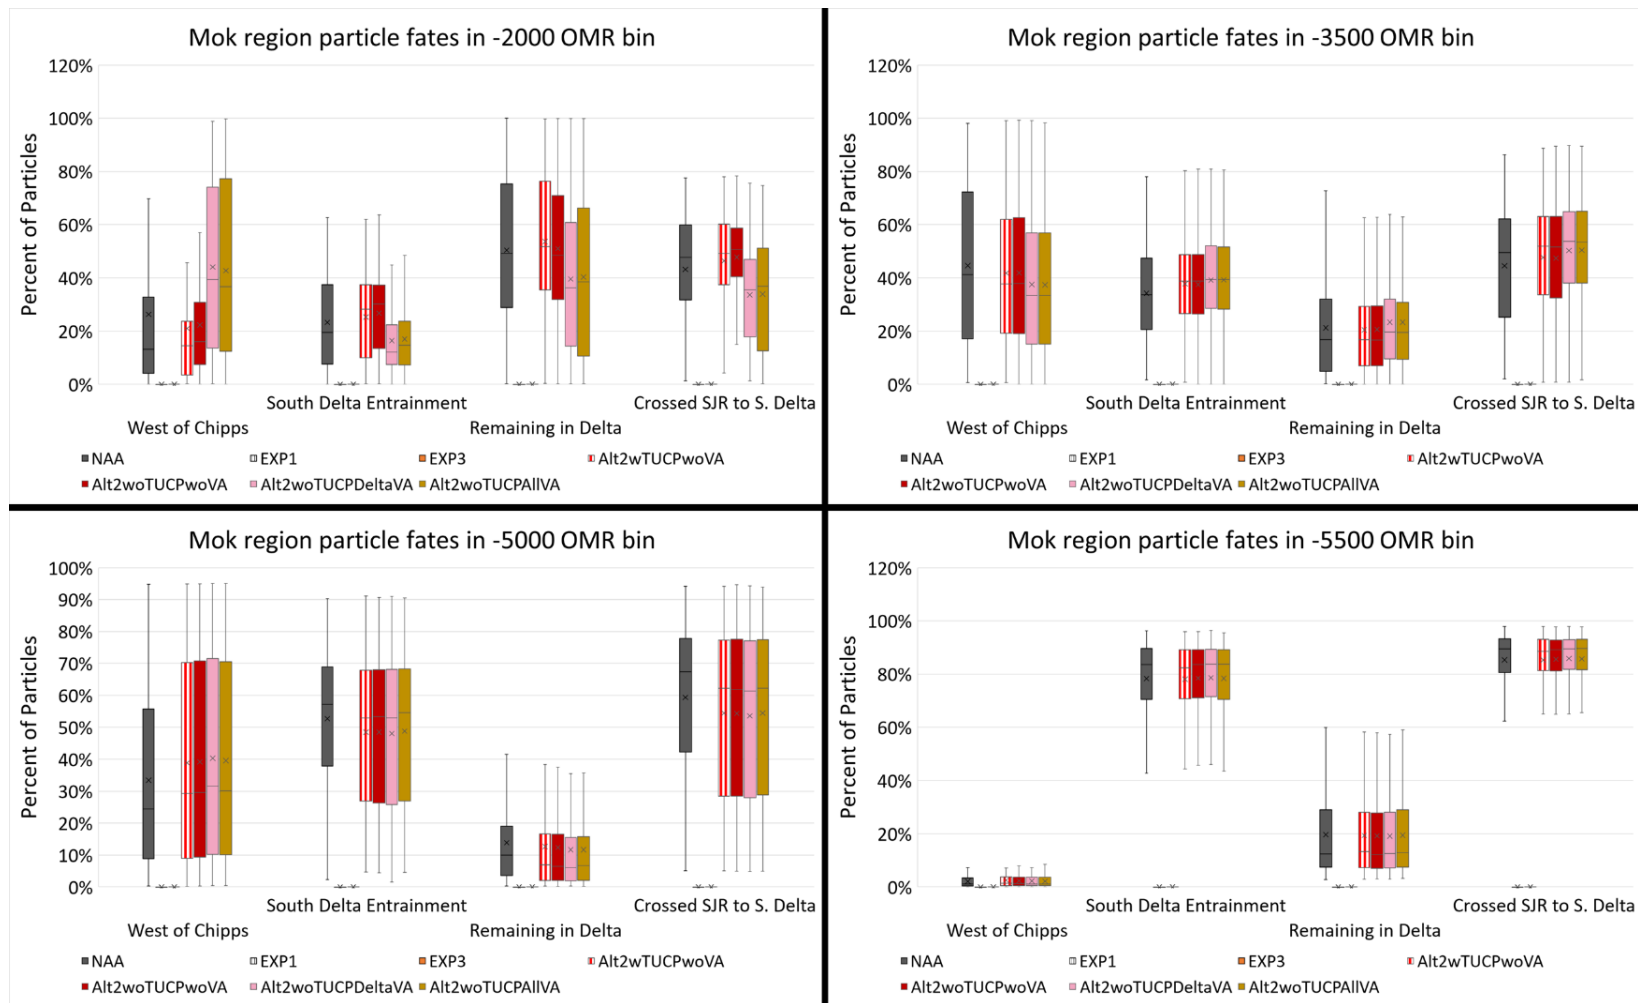 Mok region particle fates in -2000 OMR bin
120%
100%
80%
60%
40%
20%
0%
Percent of Particles
South Delta Entrainment
Crossed SJR to S. Delta
West of Chipps
Remaining in Delta
NAA
EXP1
EXP3
Alt2wTUCPwoVA
Alt2woTUCPwoVA
Alt2woTUCPDeltaVA
Alt2woTUCPAllVA
Mok region particle fates in -3500 OMR bin
120%
100%
80%
60%
40%
20%
0%
Percent of Particles
South Delta Entrainment
Crossed SJR to S. Delta
West of Chipps
Remaining in Delta
NAA
EXP1
EXP3
Alt2wTUCPwoVA
Alt2woTUCPwoVA
Alt2woTUCPDeltaVA
Alt2woTUCPAllVA
Mok region particle fates in -5000 OMR bin
100%
90%
80%
70%
60%
50%
40%
30%
20%
10%
0%
Percent of Particles
South Delta Entrainment
Crossed SJR to S. Delta
West of Chipps
Remaining in Delta
NAA
EXP1
EXP3
Alt2wTUCPwoVA
Alt2woTUCPwoVA
Alt2woTUCPDeltaVA
Alt2woTUCPAllVA
Mok region particle fates in -5500 OMR bin
120%
100%
80%
60%
40%
20%
0%
Percent of Particles
South Delta Entrainment
Crossed SJR to S. Delta
West of Chipps
Remaining in Delta
NAA
EXP1
EXP3
Alt2wTUCPwoVA
Alt2woTUCPwoVA
Alt2woTUCPDeltaVA
Alt2woTUCPAllVA